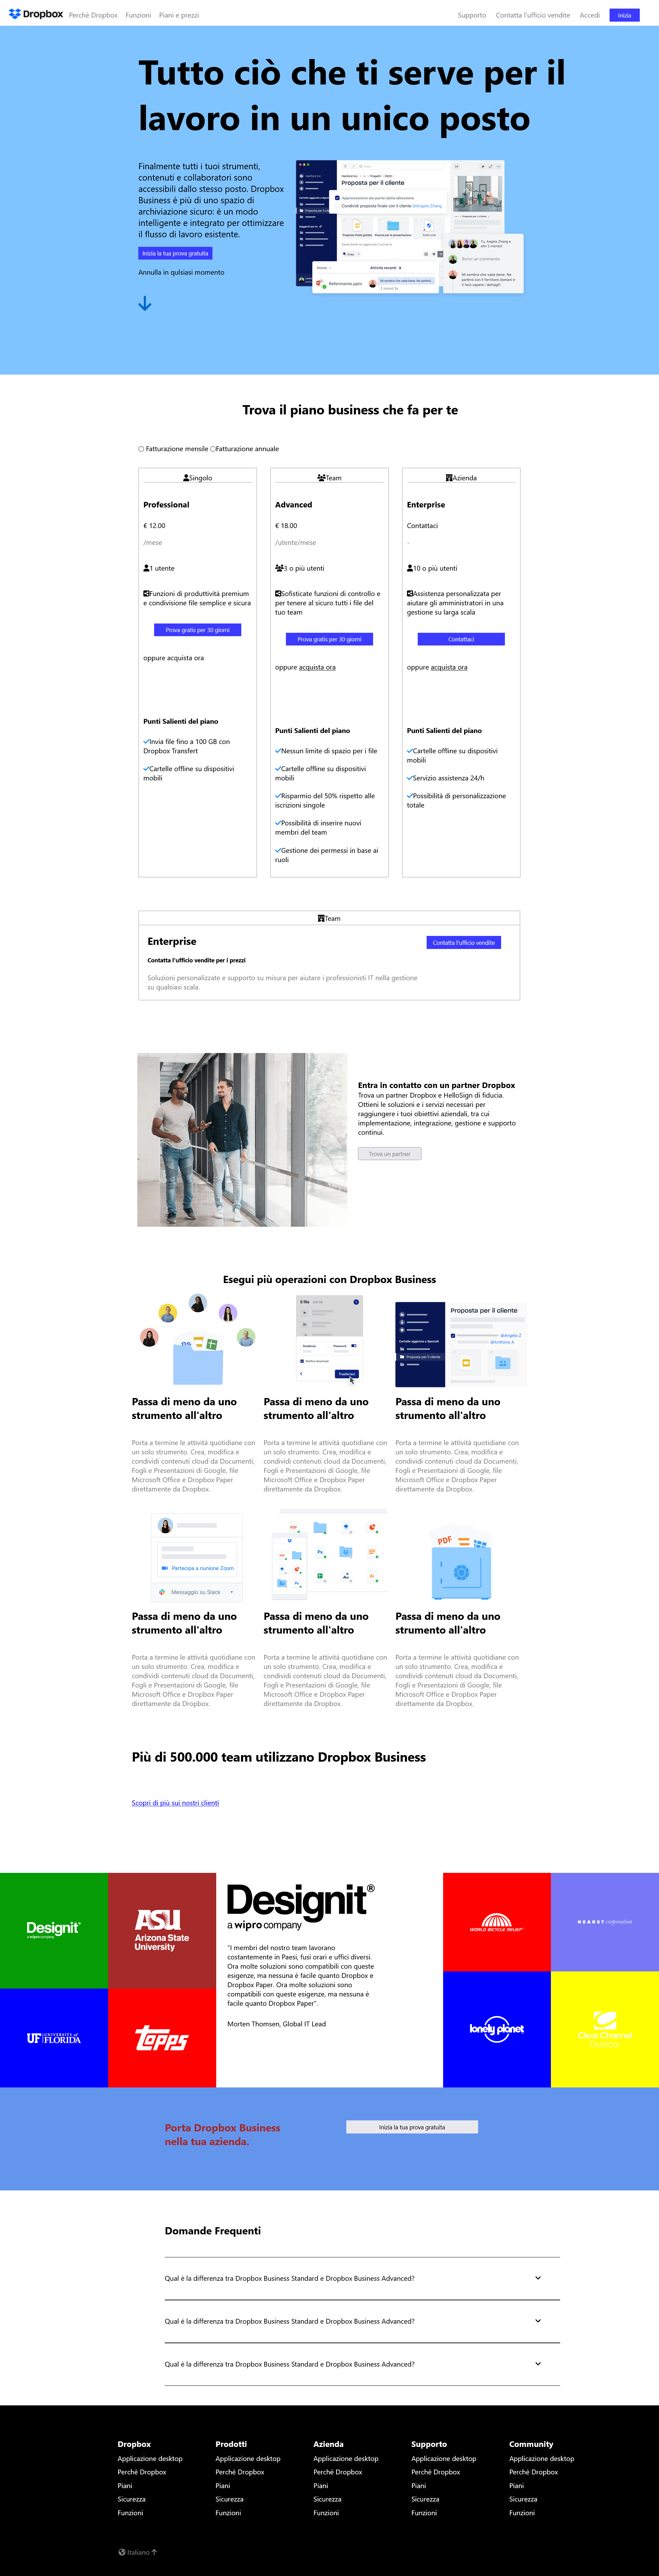 Dropbox Perché Dropbox Funzioni Piani e prezzi Supporto Contatta l'ufficio vendite Accedi Inizia
Tutto ciò che ti serve per il
lavoro in un unico posto
Finalmente tutti i tuoi strumenti,
contenuti e collaboratori sono
accessibili dallo stesso posto. Dropbox
Business è più di uno spazio di
archiviazione sicuro: è un modo
intelligente e integrato per ottimizzare
il flusso di lavoro esistente.
Inizia la tua prova gratuita
Annulla in qulsiasi momento
Proposta per il cliente
Referimento.pptx
Trova il piano business che fa per te
Fatturazione mensile Fatturazione annuale
Singolo
Professional
€ 12.00
/mese
1 utente
Funzioni di produttività premium
e condivisione file semplice e sicura
Prova gratis per 30 giorni
oppure acquista ora
Punti Salienti del piano
Invia file fino a 100 GB con
Dropbox Transfert
Cartelle offline su dispositivi
mobili
Team
Advanced
€ 18.00
/utente/mese
3 o più utenti
Sofisticate funzioni di controllo e
per tenere al sicuro tutti i file del
tuo team
Prova gratis per 30 giorni
oppure acquista ora
Punti Salienti del piano
Nessun limite di spazio per i file
Cartelle offline su dispositivi
mobili
Risparmio del 50% rispetto alle
iscrizioni singole
Possibilità di inserire nuovi
membri del team
Gestione dei permessi in base ai
ruoli
Azienda
Enterprise
Contattaci
-
10 o più utenti
Assistenza personalizzata per
aiutare gli amministratori in una
gestione su larga scala
Contattaci
oppure acquista ora
Punti Salienti del piano
Cartelle offline su dispositivi
mobili
Servizio assistenza 24/h
Possibilità di personalizzazione
totale
Team
Enterprise
Contatta l'ufficio vendite
Contatta l'ufficio vendite per i prezzi
Soluzioni personalizzate e supporto su misura per aiutare i professionisti IT nella gestione
su qualsiasi scala.
Entra in contatto con un partner Dropbox
Trova un partner Dropbox e HelloSign di fiducia.
Ottieni le soluzioni e i servizi necessari per
raggiungere i tuoi obiettivi aziendali, tra cui
implementazione, integrazione, gestione e supporto
continui.
Trova un partner
Esegui più operazioni con Dropbox Business
Proposta per il cliente
Passa di meno da uno
strumento all'altro
Porta a termine le attività quotidiane con
un solo strumento. Crea, modifica e
condividi contenuti cloud da Documenti,
Fogli e Presentazioni di Google, file
Microsoft Office e Dropbox Paper
direttamente da Dropbox.
Passa di meno da uno
strumento all'altro
Porta a termine le attività quotidiane con
un solo strumento. Crea, modifica e
condividi contenuti cloud da Documenti,
Fogli e Presentazioni di Google, file
Microsoft Office e Dropbox Paper
direttamente da Dropbox.
Passa di meno da uno
strumento all'altro
Porta a termine le attività quotidiane con
un solo strumento. Crea, modifica e
condividi contenuti cloud da Documenti,
Fogli e Presentazioni di Google, file
Microsoft Office e Dropbox Paper
direttamente da Dropbox.
Partecipa a riunione Zoom
Messaggio su Slack
PDF
Passa di meno da uno
strumento all'altro
Porta a termine le attività quotidiane con
un solo strumento. Crea, modifica e
condividi contenuti cloud da Documenti,
Fogli e Presentazioni di Google, file
Microsoft Office e Dropbox Paper
direttamente da Dropbox.
Passa di meno da uno
strumento all'altro
Porta a termine le attività quotidiane con
un solo strumento. Crea, modifica e
condividi contenuti cloud da Documenti,
Fogli e Presentazioni di Google, file
Microsoft Office e Dropbox Paper
direttamente da Dropbox.
Passa di meno da uno
strumento all'altro
Porta a termine le attività quotidiane con
un solo strumento. Crea, modifica e
condividi contenuti cloud da Documenti,
Fogli e Presentazioni di Google, file
Microsoft Office e Dropbox Paper
direttamente da Dropbox.
Più di 500.000 team utilizzano Dropbox Business
Scopri di più sui nostri clienti
Designit
a wipro company
ASU
Arizona State
University
UF UNIVERSITY of
FLORIDA
Topps
Designit®
a wipro company
"I membri del nostro team lavorano
costantemente in Paesi, fusi orari e uffici diversi.
Ora molte soluzioni sono compatibili con queste
esigenze, ma nessuna è facile quanto Dropbox e
Dropbox Paper. Ora molte soluzioni sono
compatibili con queste esigenze, ma nessuna è
facile quanto Dropbox Paper".
Morten Thomsen, Global IT Lead
WORLD BICYCLE RELIEF
HEARST
lonely planet
ClearChannel
Outdoor
Porta Dropbox Business
nella tua azienda.
Inizia la tua prova gratuita
Domande Frequenti
Qual è la differenza tra Dropbox Business Standard e Dropbox Business Advanced?
Qual è la differenza tra Dropbox Business Standard e Dropbox Business Advanced?
Qual è la differenza tra Dropbox Business Standard e Dropbox Business Advanced?
Dropbox Prodotti Azienda Supporto Community
Applicazione desktop Applicazione desktop Applicazione desktop Applicazione desktop Applicazione desktop
Perché Dropbox Perché Dropbox Perché Dropbox Perché Dropbox Perché Dropbox
Piani Piani Piani Piani Piani
Sicurezza Sicurezza Sicurezza Sicurezza Sicurezza
Funzioni Funzioni Funzioni Funzioni Funzioni
Italiano